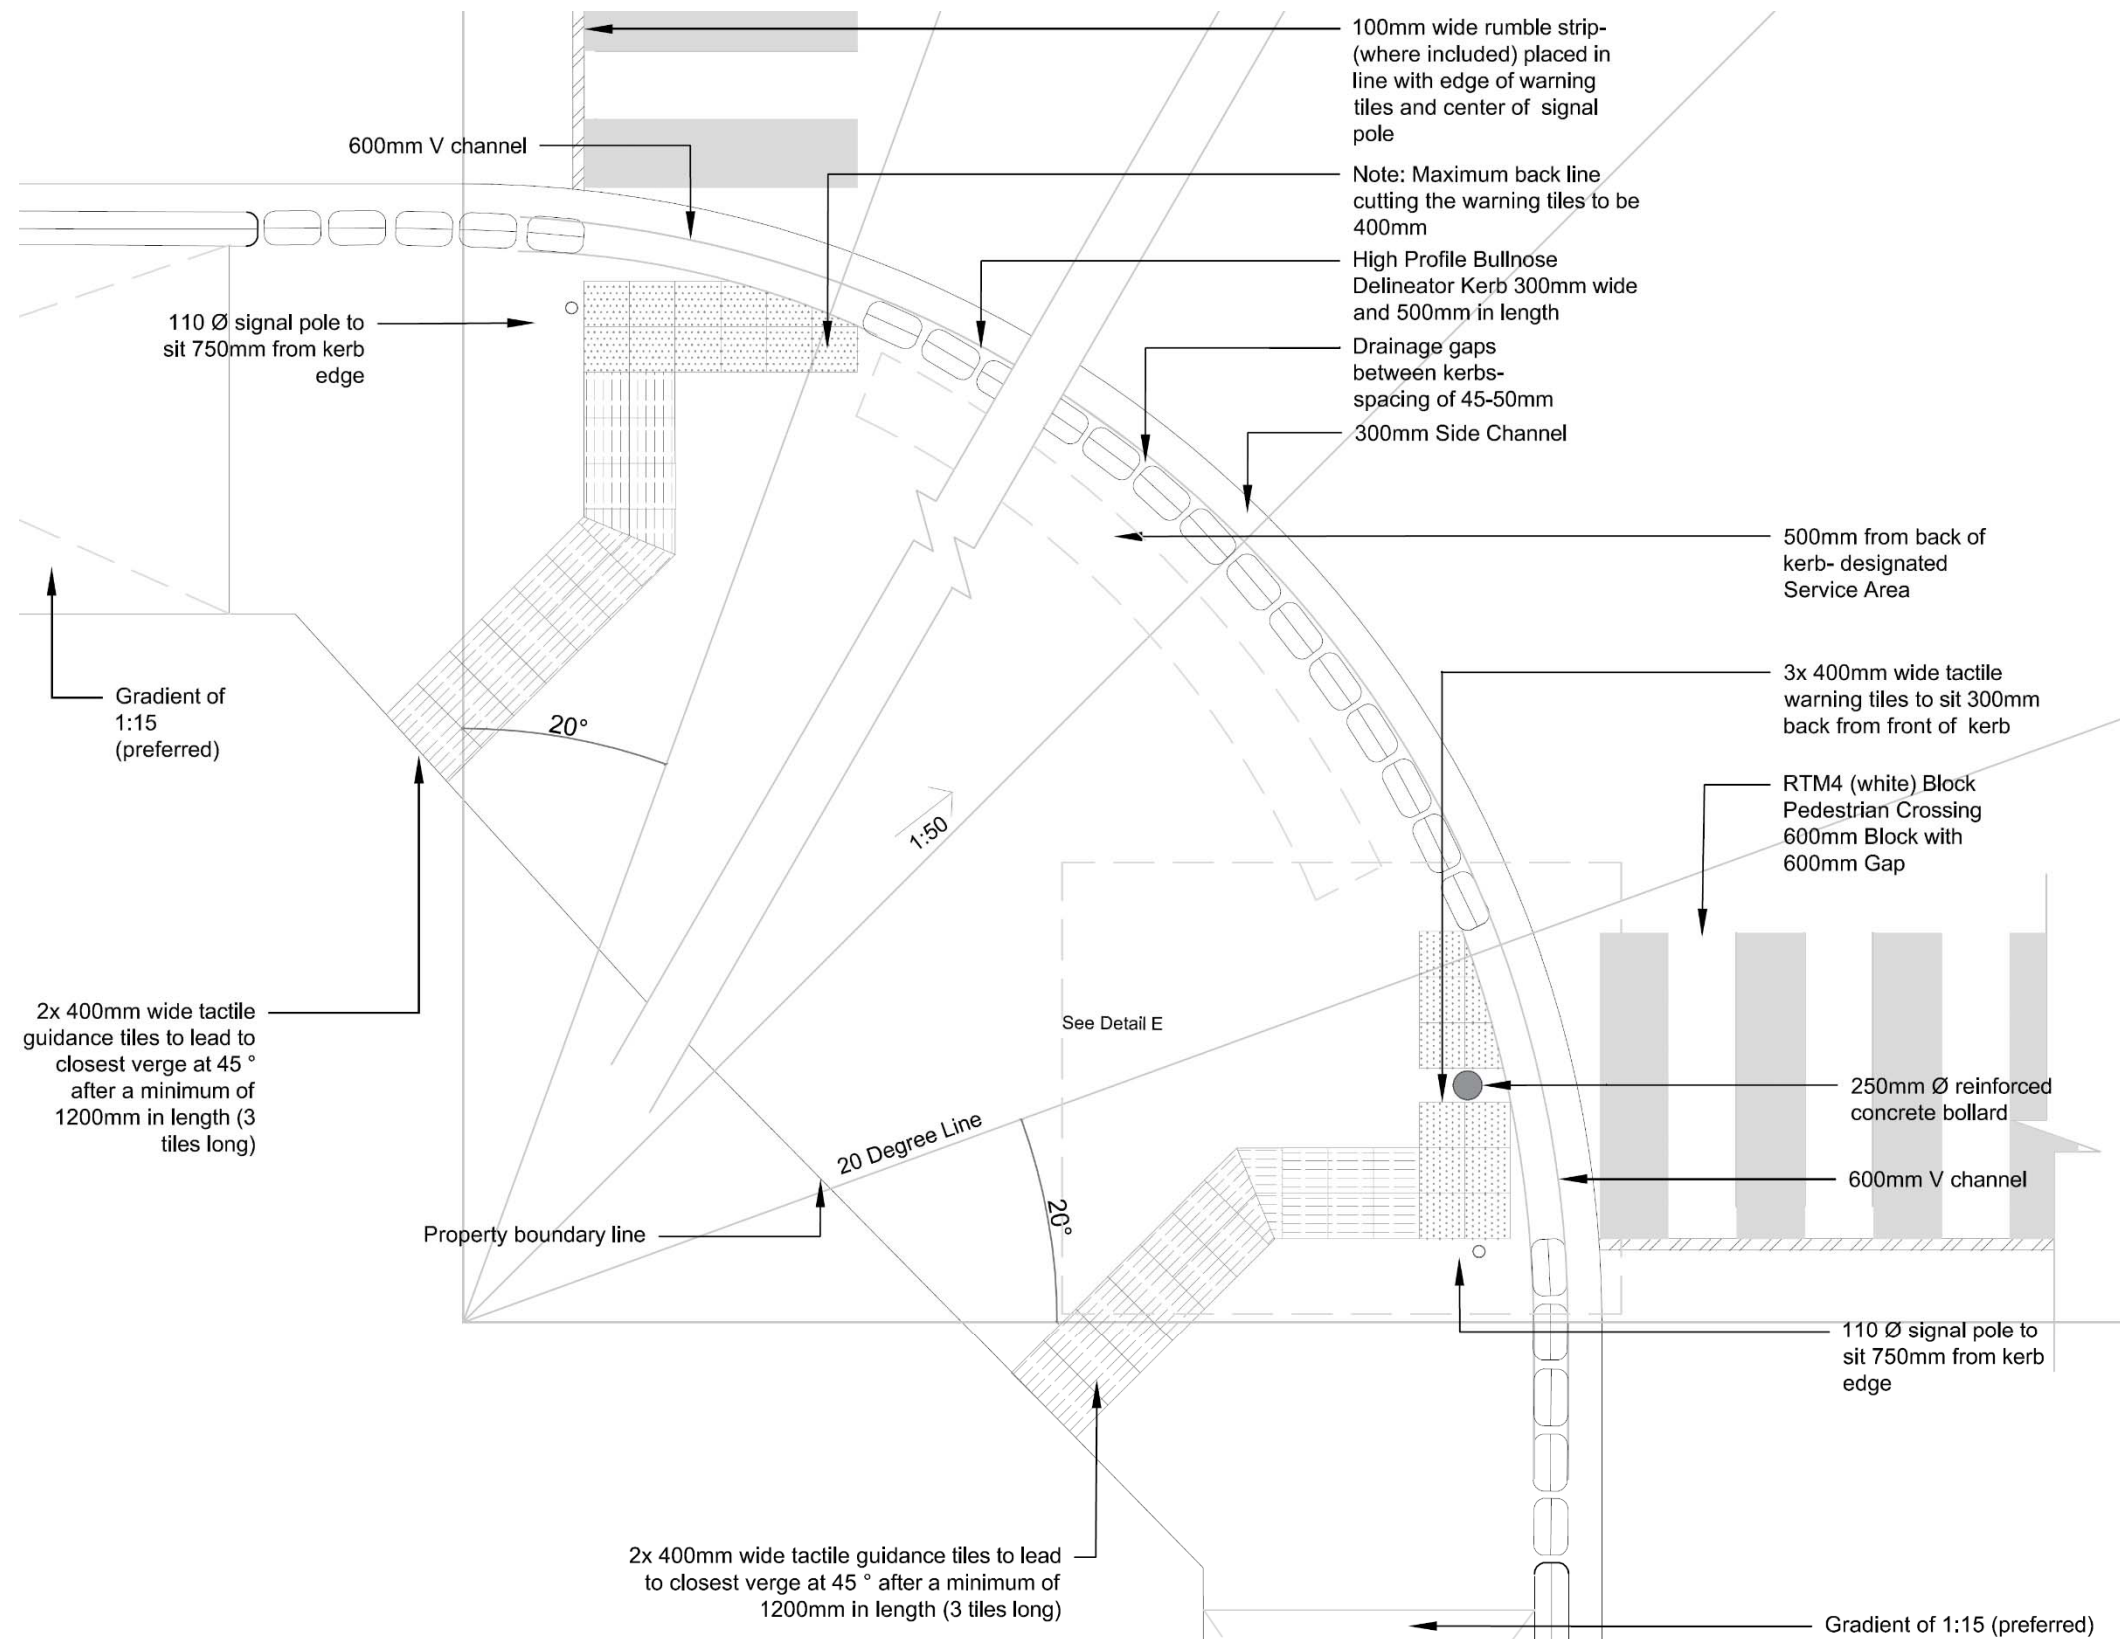 100mm wide rumble strip-
(where included) placed in
line with edge of warning
tiles and center of signal
pole
600mm V channel
Note: Maximum back line
cutting the warning tiles to be
400mm
High Profile Bullnose
Delineator Kerb 300mm wide
and 500mm in length
110 Ø signal pole to
sit 750mm from kerb
edge
Drainage gaps
between kerbs-
spacing of 45-50mm
300mm Side Channel
500mm from back of
kerb- designated
Service Area
3x 400mm wide tactile
warning tiles to sit 300mm
back from front of kerb
Gradient of
1:15
(preferred)
20°
RTM4 (white) Block
Pedestrian Crossing
600mm Block with
600mm Gap
1:50
2x 400mm wide tactile
guidance tiles to lead to
closest verge at 45 °
after a minimum of
1200mm in length (3
tiles long)
See Detail E
250mm Ø reinforced
concrete bollard
20 Degree Line
600mm V channel
20°
Property boundary line
110 Ø signal pole to
sit 750mm from kerb
edge
2x 400mm wide tactile guidance tiles to lead
to closest verge at 45 ° after a minimum of
1200mm in length (3 tiles long)
Gradient of 1:15 (preferred)